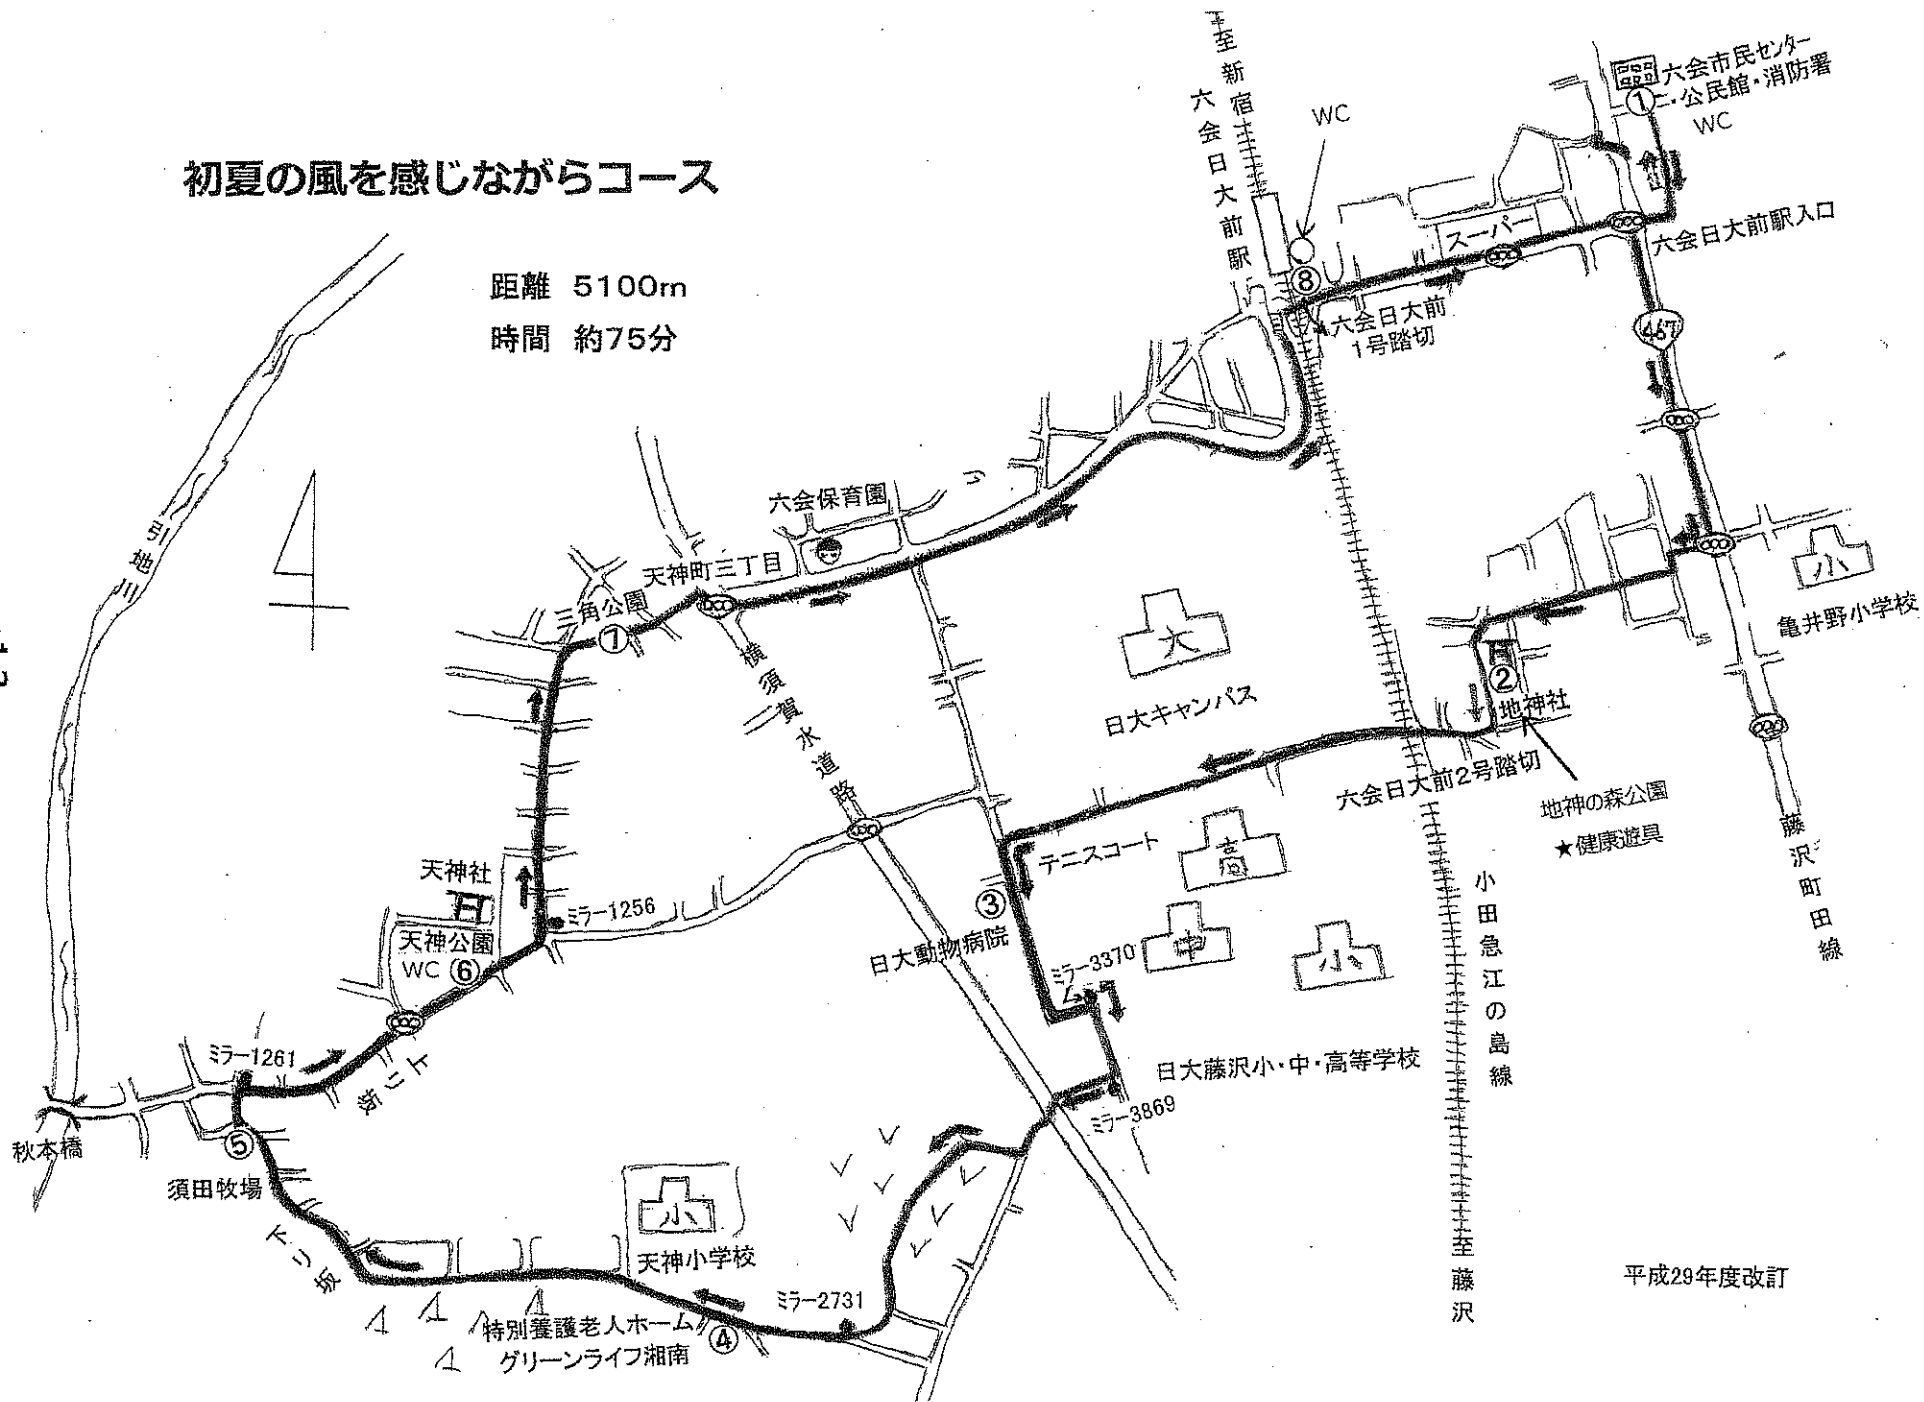 初夏の風を感じながらコース
距離 5100m
時間 約75分
至新宿
六会日大前駅
WC
六会市民センター
①
・公民館・消防署
WC
スーパー
六会日大前駅入口
⑧
六会日大前
1号踏切
467
小
亀井野小学校
②
地神社
地神の森公園
★健康遊具
六会日大前2号踏切
藤沢町田線
小田急江の島線
至藤沢
大
日大キャンパス
高
中
小
テニスコート
③
日大動物病院
ミラー3370
日大藤沢小・中・高等学校
ミラー3869
横須賀水道路
六会保育園
天神町三丁目
三角公園
⑦
引地川
天神社
天神公園
WC ⑥
ミラー1256
ミラー1261
上り坂
秋本橋
⑤
須田牧場
下り坂
小
天神小学校
ミラー2731
④
特別養護老人ホーム
グリーンライフ湘南
平成29年度改訂